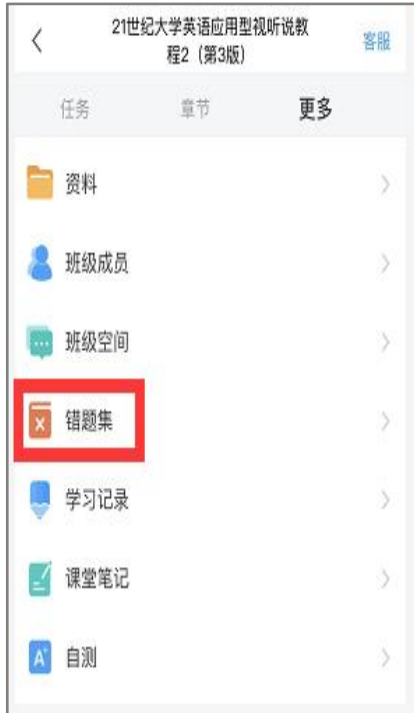 21世纪大学英语应用型视听说教
程2（第3版）
客服
任务
章节
更多
资料
班级成员
班级空间
错题集
学习记录
课堂笔记
自测